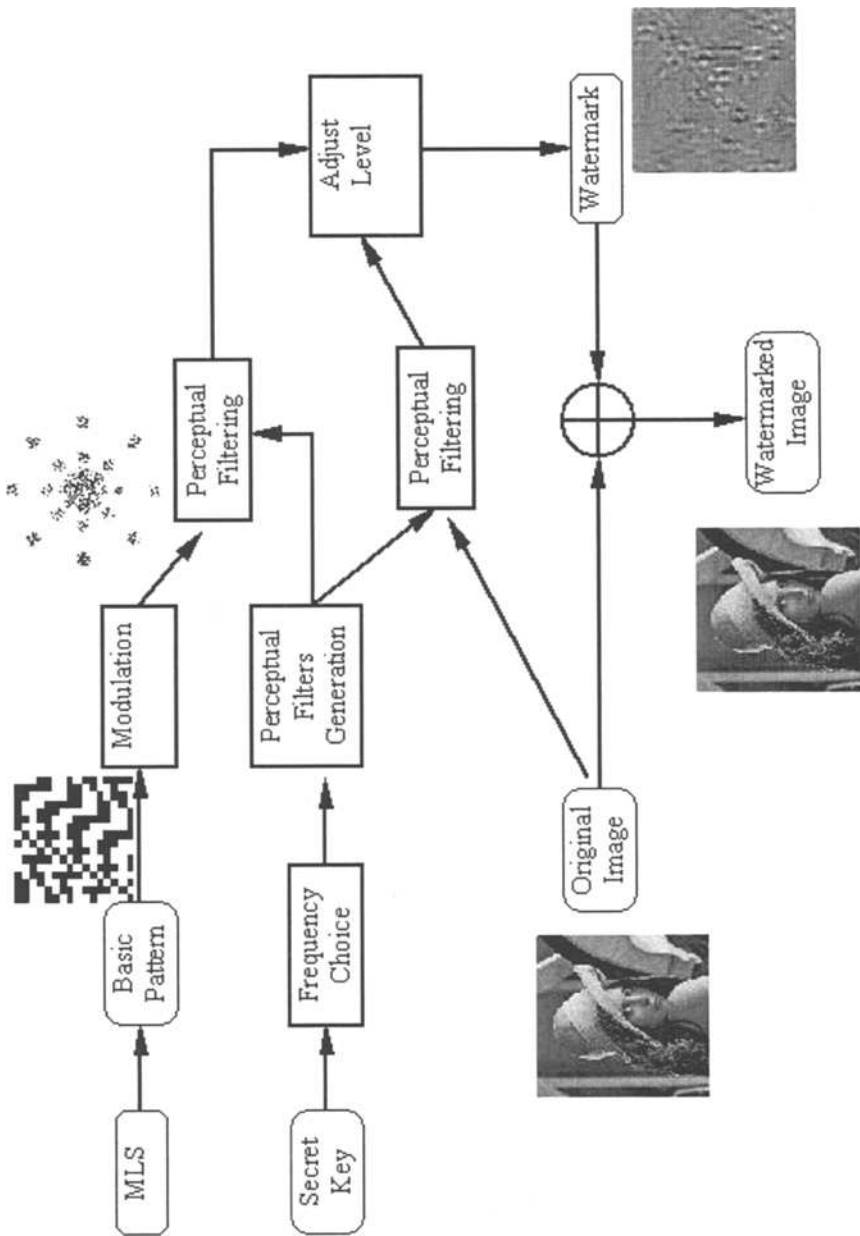 MLS
Basic
Pattern
Modulation
Perceptual
Filtering
Adjust
Level
Secret
Key
Frequency
Choice
Perceptual
Filters
Generation
Perceptual
Filtering
Original
Image
Watermark
Watermarked
Image